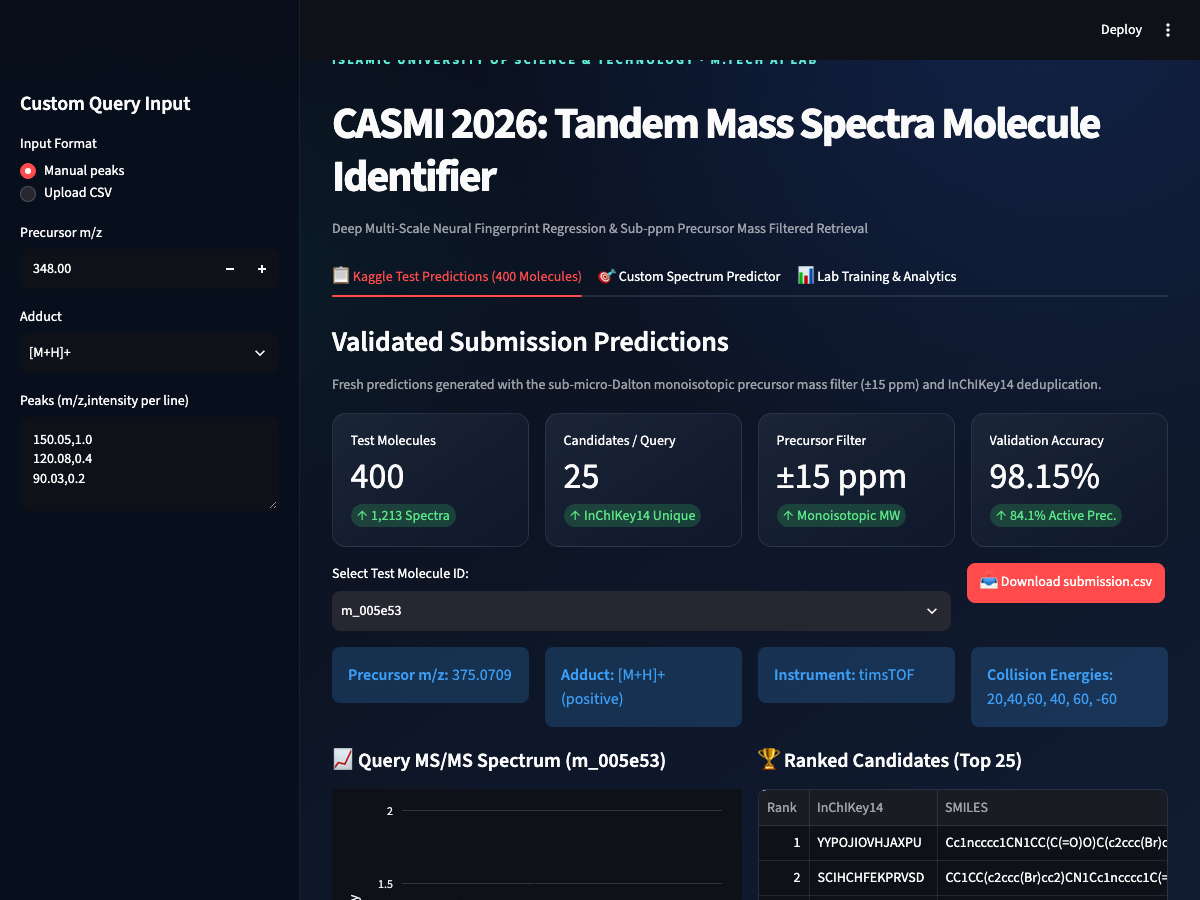 Deploy
ISLAMIC UNIVERSITY OF SCIENCE & TECHNOLOGY • M.TECH AI LAB
Custom Query Input
Input Format
Manual peaks
Upload CSV
Precursor m/z
348.00
Adduct
[M+H]+
Peaks (m/z,intensity per line)
150.05,1.0
120.08,0.4
90.03,0.2
CASMI 2026: Tandem Mass Spectra Molecule
Identifier
Deep Multi-Scale Neural Fingerprint Regression & Sub-ppm Precursor Mass Filtered Retrieval
📋 Kaggle Test Predictions (400 Molecules) 🎯 Custom Spectrum Predictor 📊 Lab Training & Analytics
Validated Submission Predictions
Fresh predictions generated with the sub-micro-Dalton monoisotopic precursor mass filter (±15 ppm) and InChIKey14 deduplication.
Test Molecules
400
↑ 1,213 Spectra
Candidates / Query
25
↑ InChIKey14 Unique
Precursor Filter
±15 ppm
↑ Monoisotopic MW
Validation Accuracy
98.15%
↑ 84.1% Active Prec.
Select Test Molecule ID:
m_005e53
📥 Download submission.csv
Precursor m/z: 375.0709
Adduct: [M+H]+
(positive)
Instrument: timsTOF
Collision Energies:
20,40,60, 40, 60, -60
📈 Query MS/MS Spectrum (m_005e53)
2
1.5
🏆 Ranked Candidates (Top 25)
Rank InChIKey14 SMILES
1 YYPOJIOVHJAXPU Cc1ncccc1CN1CC(C(=O)O)C(c2ccc(Br)c
2 SCIHCHFEKPRVSD CC1CC(c2ccc(Br)cc2)CN1Cc1ncccc1C(=